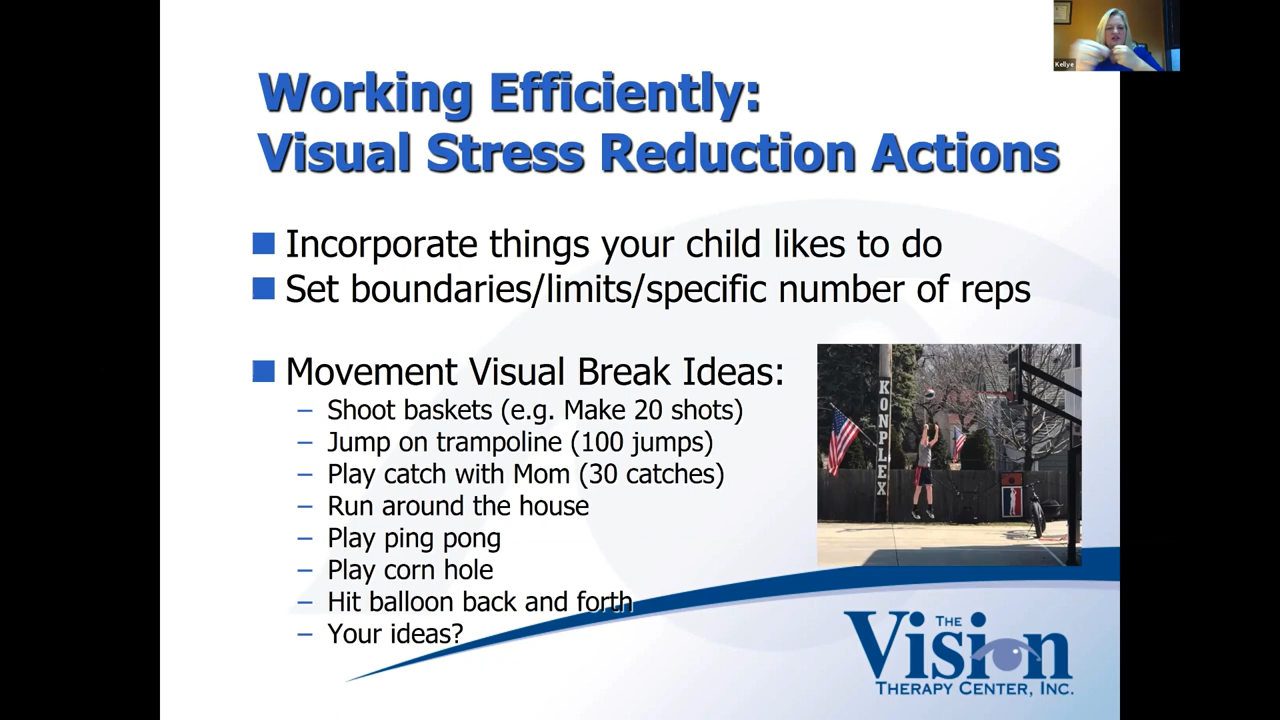 Kellye
Working Efficiently:
Visual Stress Reduction Actions
Incorporate things your child likes to do
Set boundaries/limits/specific number of reps
Movement Visual Break Ideas:
– Shoot baskets (e.g. Make 20 shots)
– Jump on trampoline (100 jumps)
– Play catch with Mom (30 catches)
– Run around the house
– Play ping pong
– Play corn hole
– Hit balloon back and forth
– Your ideas?
KONPLEX
THE
Vision
THERAPY CENTER, INC.